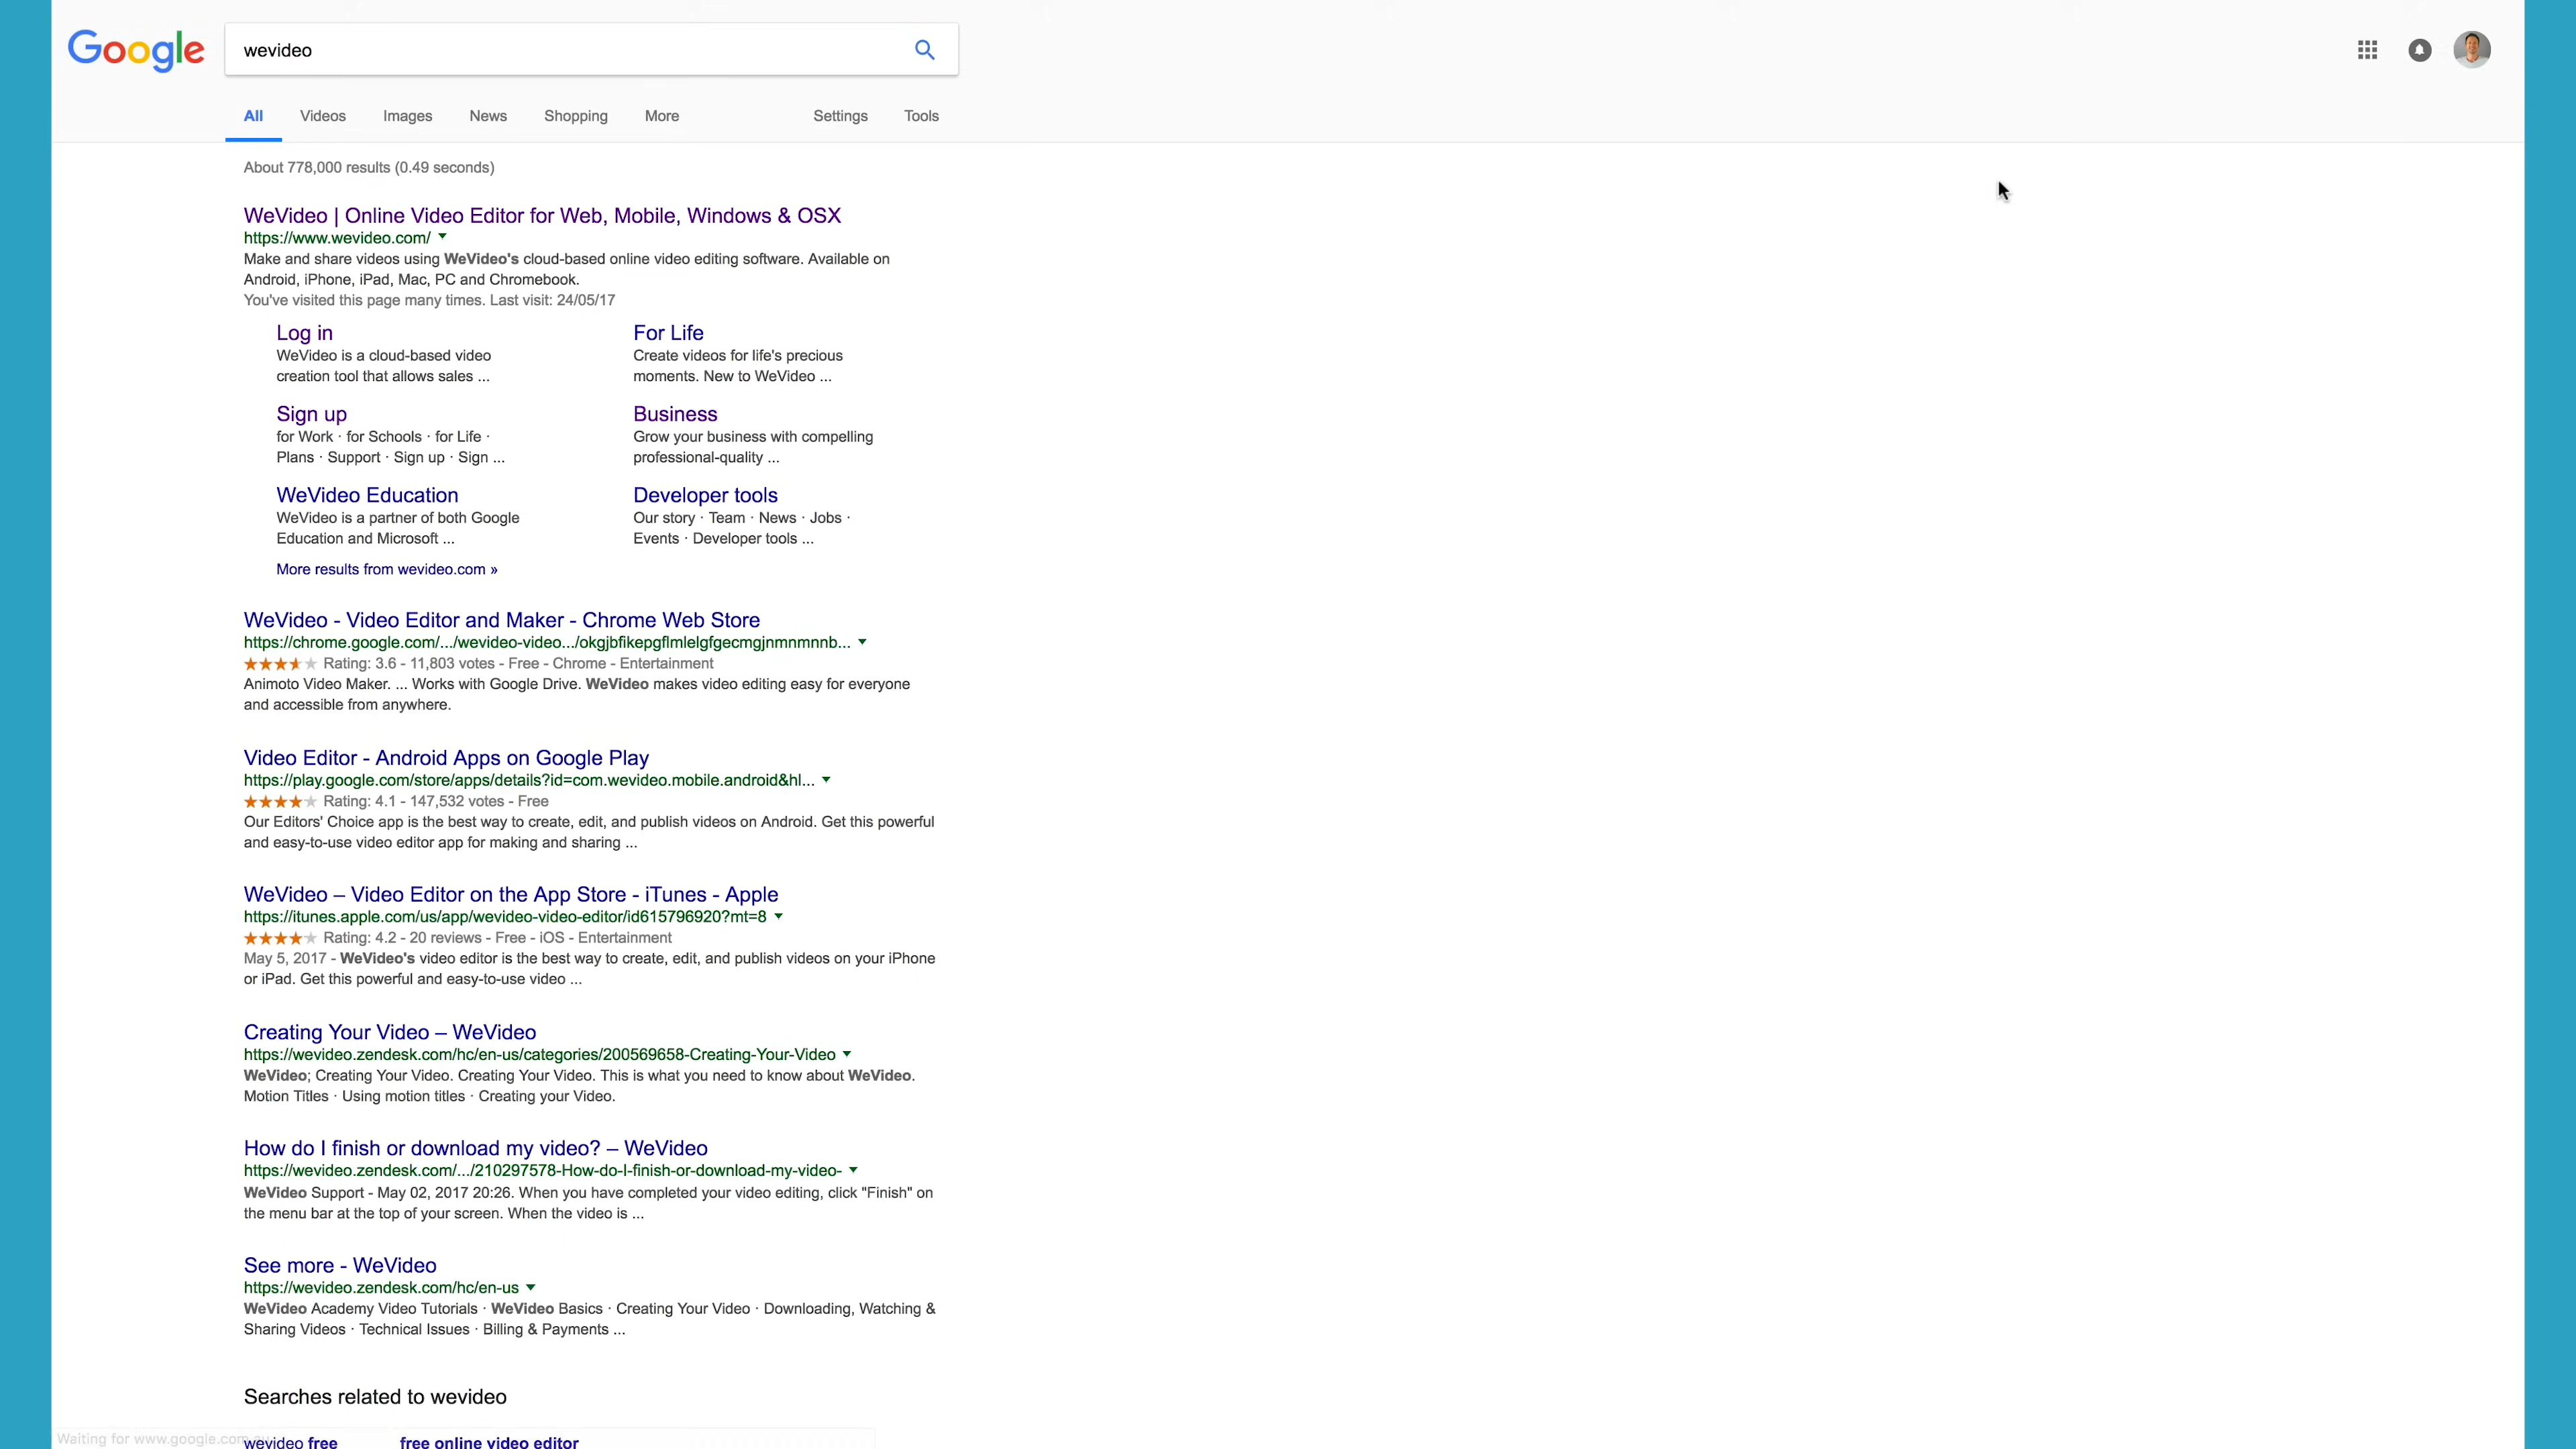 Google
wevideo
All Videos Images News Shopping More Settings Tools
About 778,000 results (0.49 seconds)
WeVideo | Online Video Editor for Web, Mobile, Windows & OSX
https://www.wevideo.com/
Make and share videos using WeVideo's cloud-based online video editing software. Available on
Android, iPhone, iPad, Mac, PC and Chromebook.
You've visited this page many times. Last visit: 24/05/17
Log in
WeVideo is a cloud-based video
creation tool that allows sales ...
For Life
Create videos for life's precious
moments. New to WeVideo ...
Sign up
for Work · for Schools · for Life ·
Plans · Support · Sign up · Sign ...
Business
Grow your business with compelling
professional-quality ...
WeVideo Education
WeVideo is a partner of both Google
Education and Microsoft ...
Developer tools
Our story · Team · News · Jobs ·
Events · Developer tools ...
More results from wevideo.com »
WeVideo - Video Editor and Maker - Chrome Web Store
https://chrome.google.com/.../wevideo-video.../okgjbfikepgflmlelgfgecmgjnmnmnnb...
Rating: 3.6 - 11,803 votes - Free - Chrome - Entertainment
Animoto Video Maker. ... Works with Google Drive. WeVideo makes video editing easy for everyone
and accessible from anywhere.
Video Editor - Android Apps on Google Play
https://play.google.com/store/apps/details?id=com.wevideo.mobile.android&hl...
Rating: 4.1 - 147,532 votes - Free
Our Editors' Choice app is the best way to create, edit, and publish videos on Android. Get this powerful
and easy-to-use video editor app for making and sharing ...
WeVideo – Video Editor on the App Store - iTunes - Apple
https://itunes.apple.com/us/app/wevideo-video-editor/id615796920?mt=8
Rating: 4.2 - 20 reviews - Free - iOS - Entertainment
May 5, 2017 - WeVideo's video editor is the best way to create, edit, and publish videos on your iPhone
or iPad. Get this powerful and easy-to-use video ...
Creating Your Video – WeVideo
https://wevideo.zendesk.com/hc/en-us/categories/200569658-Creating-Your-Video
WeVideo; Creating Your Video. Creating Your Video. This is what you need to know about WeVideo.
Motion Titles · Using motion titles · Creating your Video.
How do I finish or download my video? – WeVideo
https://wevideo.zendesk.com/.../210297578-How-do-I-finish-or-download-my-video-
WeVideo Support - May 02, 2017 20:26. When you have completed your video editing, click "Finish" on
the menu bar at the top of your screen. When the video is ...
See more - WeVideo
https://wevideo.zendesk.com/hc/en-us
WeVideo Academy Video Tutorials · WeVideo Basics · Creating Your Video · Downloading, Watching &
Sharing Videos · Technical Issues · Billing & Payments ...
Searches related to wevideo
Waiting for www.google.com.au...
wevideo free free online video editor